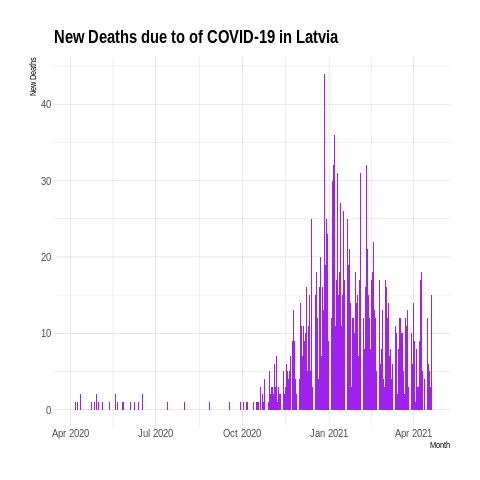 New Deaths due to of COVID-19 in Latvia
New Deaths
40
30
20
10
0
Apr 2020
Jul 2020
Oct 2020
Jan 2021
Apr 2021
Month